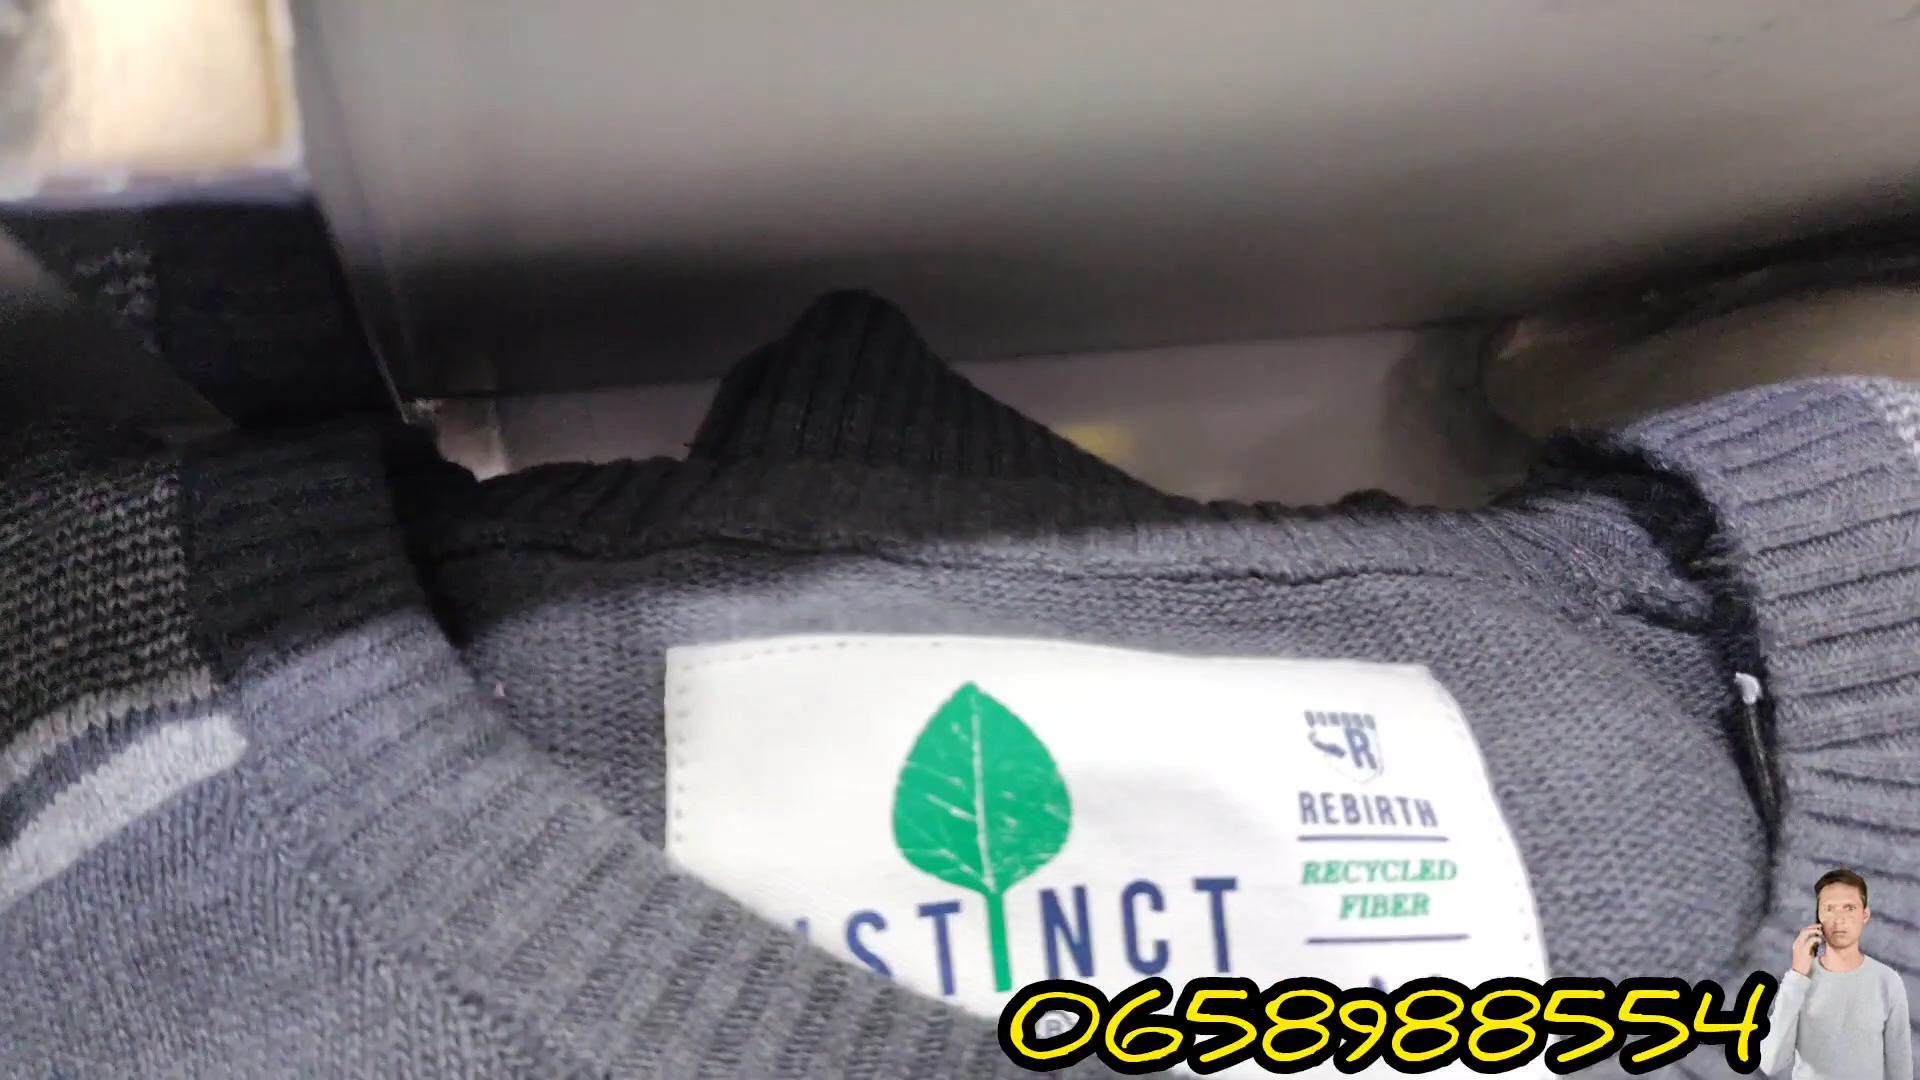 R
REBIRTH
RECYCLED
FIBER
STINCT
0658988554